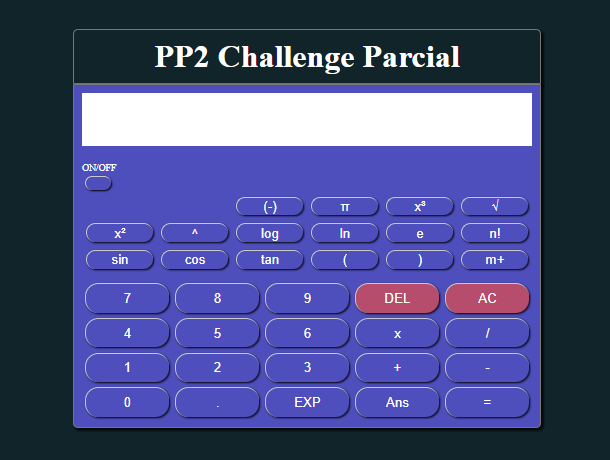 PP2 Challenge Parcial
ON/OFF
(-) π x³ √
x² ^ log ln e n!
sin cos tan ( ) m+
7 8 9 DEL AC
4 5 6 x /
1 2 3 + -
0 . EXP Ans =